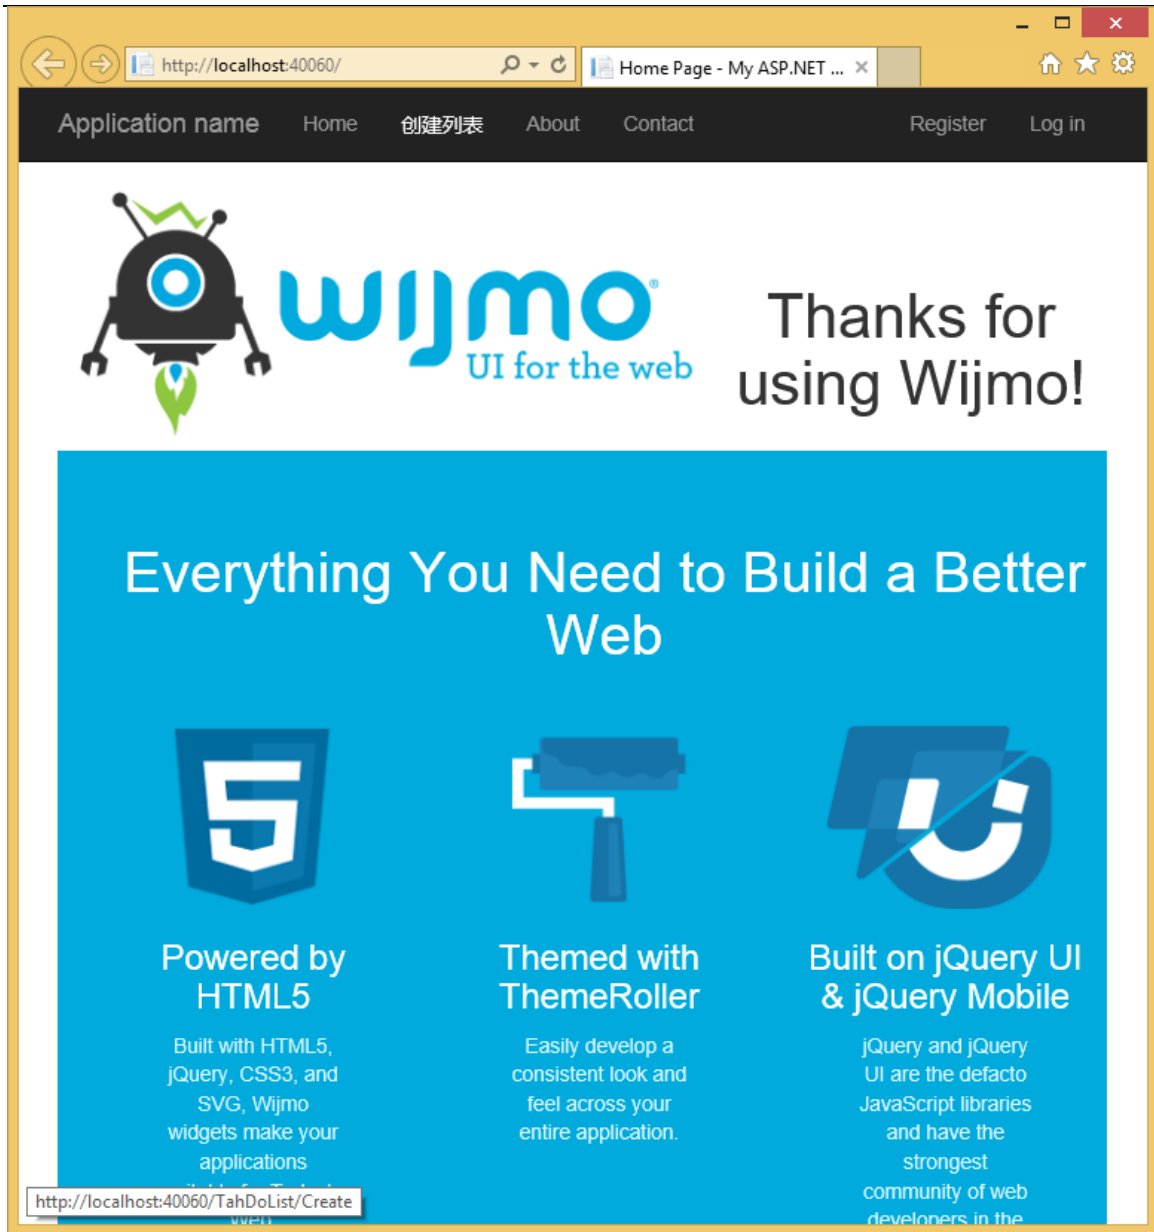 http://localhost:40060/
Home Page - My ASP.NET ...
Application name Home 创建列表 About Contact Register Log in
wijmo®
UI for the web
Thanks for
using Wijmo!
Everything You Need to Build a Better
Web
5
Powered by
HTML5
Built with HTML5,
jQuery, CSS3, and
SVG, Wijmo
widgets make your
applications
Themed with
ThemeRoller
Easily develop a
consistent look and
feel across your
entire application.
Built on jQuery UI
& jQuery Mobile
jQuery and jQuery
UI are the defacto
JavaScript libraries
and have the
strongest
community of web
developers in the
http://localhost:40060/TahDoList/Create